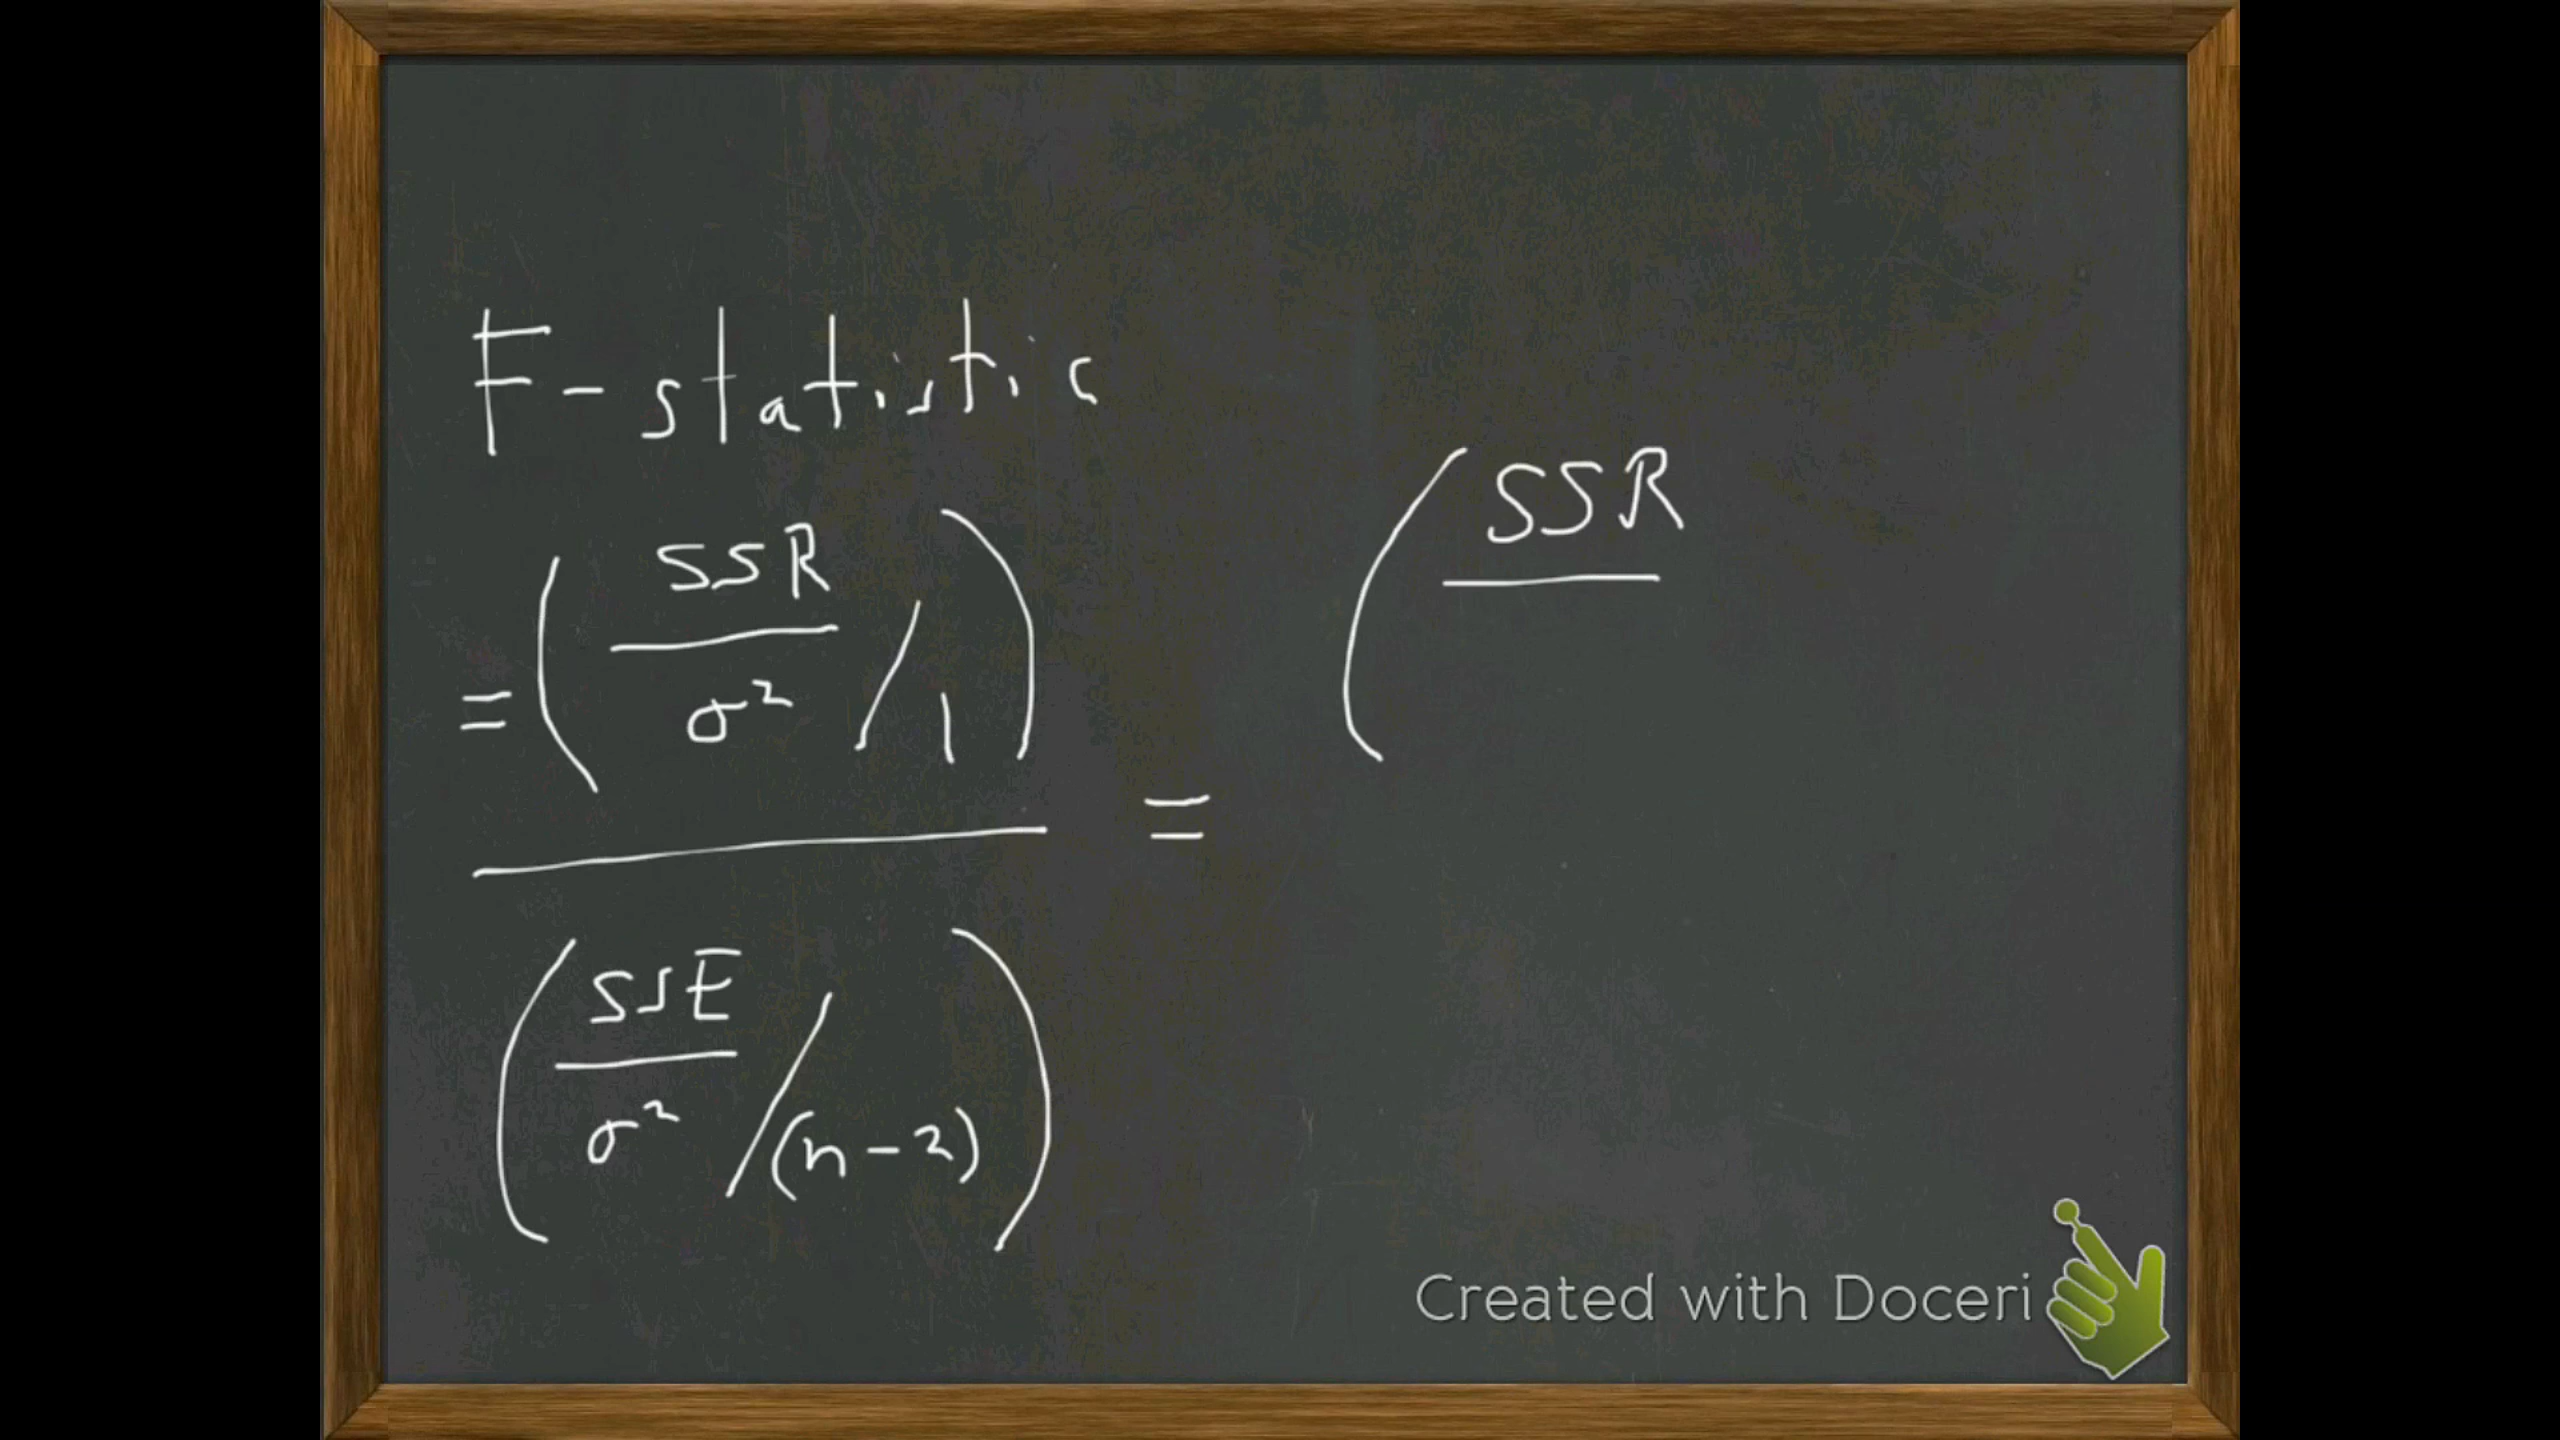 F-statistic
= ( SSR / σ² / 1 )
( SSE / σ² / (n-2) )
= ( SSR
Created with Doceri